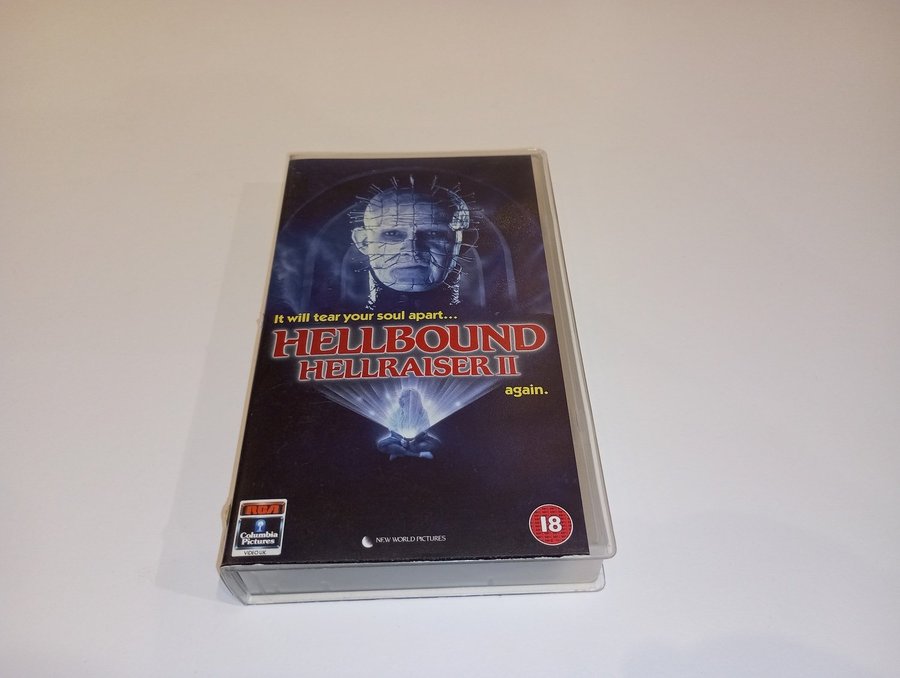 It will tear your soul apart...
HELLBOUND
HELLRAISER II
again.
RCA
Columbia
Pictures
VIDEO UK
NEW WORLD PICTURES
18